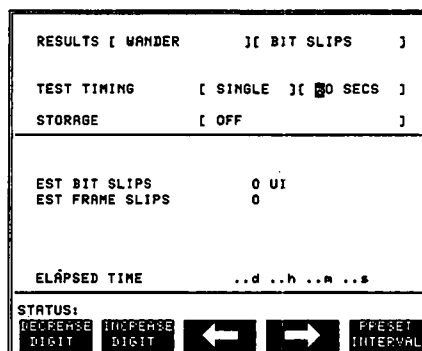 RESULTS [ WANDER ][ BIT SLIPS ]
TEST TIMING [ SINGLE ][ 0 SECS ]
STORAGE [ OFF ]
EST BIT SLIPS 0 UI
EST FRAME SLIPS 0
ELAPSED TIME ..d ..h ..m ..s
STATUS:
DECREASE DIGIT INCREASE DIGIT PRESET INTERVAL